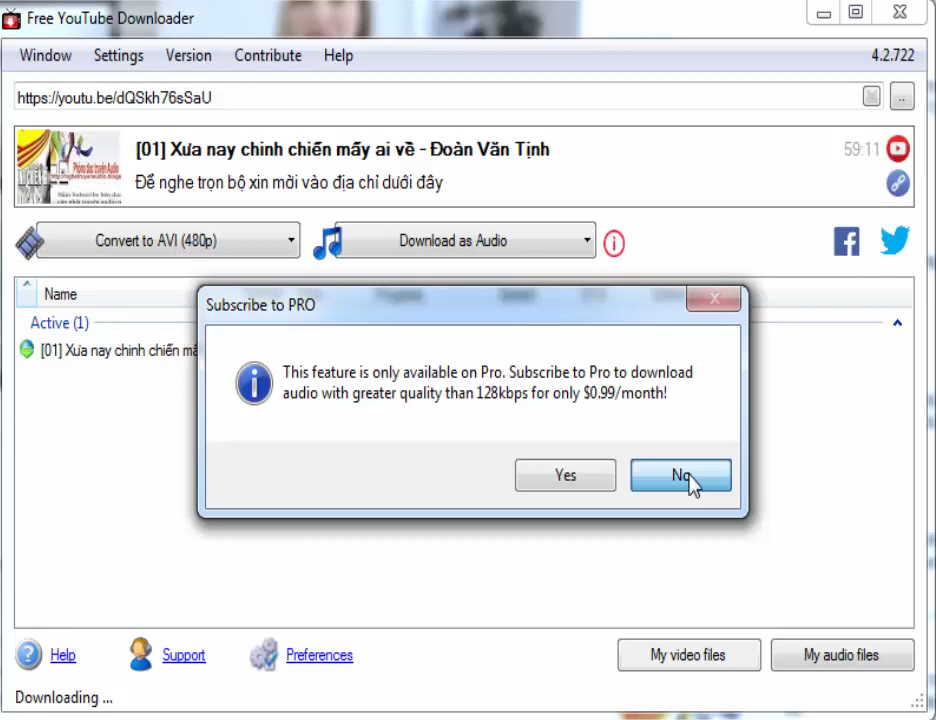 Free YouTube Downloader
Window Settings Version Contribute Help 4.2.722
https://youtu.be/dQSkh76sSaU ..
[01] Xưa nay chinh chiến mấy ai về - Đoàn Văn Tịnh 59:11
Để nghe trọn bộ xin mời vào địa chỉ dưới đây
Convert to AVI (480p) Download as Audio
Name
Active (1)
[01] Xưa nay chinh chiến
Subscribe to PRO
This feature is only available on Pro. Subscribe to Pro to download
audio with greater quality than 128kbps for only $0.99/month!
Yes No
Help Support Preferences My video files My audio files
Downloading ...